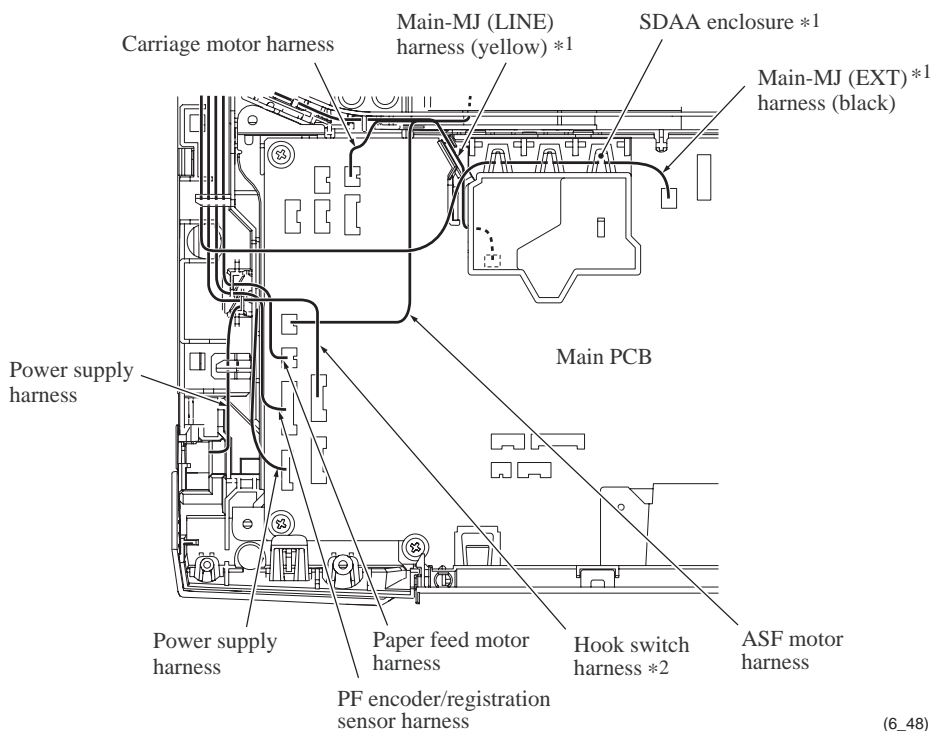 Main-MJ (LINE)
harness (yellow) *1
SDAA enclosure *1
Carriage motor harness
Main-MJ (EXT) *1
harness (black)
Main PCB
Power supply
harness
Power supply
harness
Paper feed motor
harness
Hook switch
harness *2
ASF motor
harness
PF encoder/registration
sensor harness
(6_48)